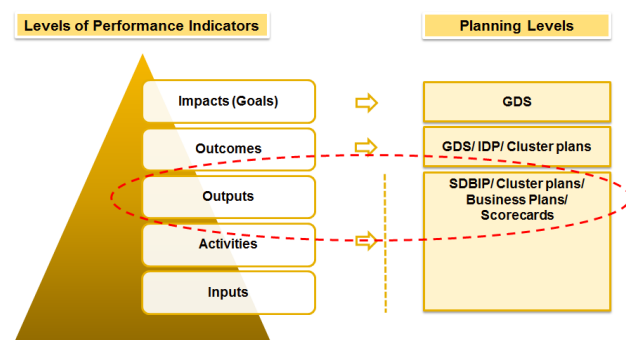 Levels of Performance Indicators
Planning Levels
Impacts (Goals)
GDS
Outcomes
GDS/ IDP/ Cluster plans
Outputs
SDBIP/ Cluster plans/
Business Plans/
Scorecards
Activities
Inputs